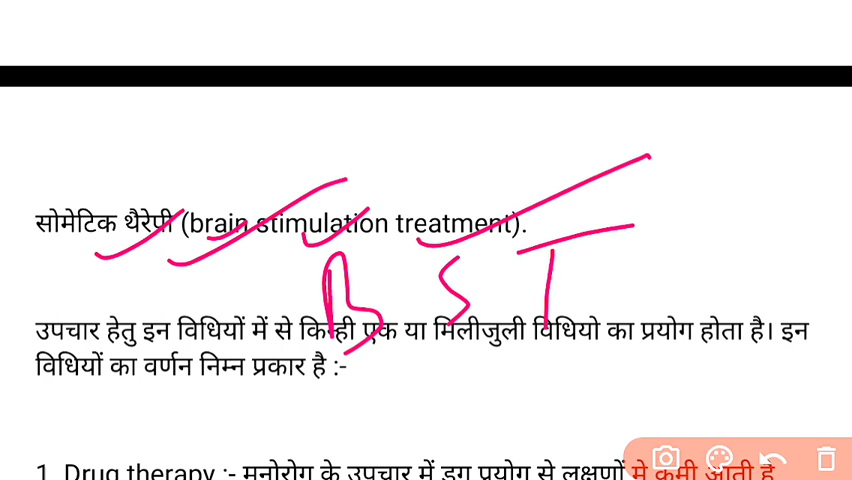 सोमेटिक थैरेपी (brain stimulation treatment).
B S T
उपचार हेतु इन विधियों में से किन्ही एक या मिलीजुली विधियो का प्रयोग होता है। इन
विधियों का वर्णन निम्न प्रकार है :-
1. Drug therapy :- मनोरोग के उपचार में ड्रग प्रयोग से लक्षणों मे कमी आती है